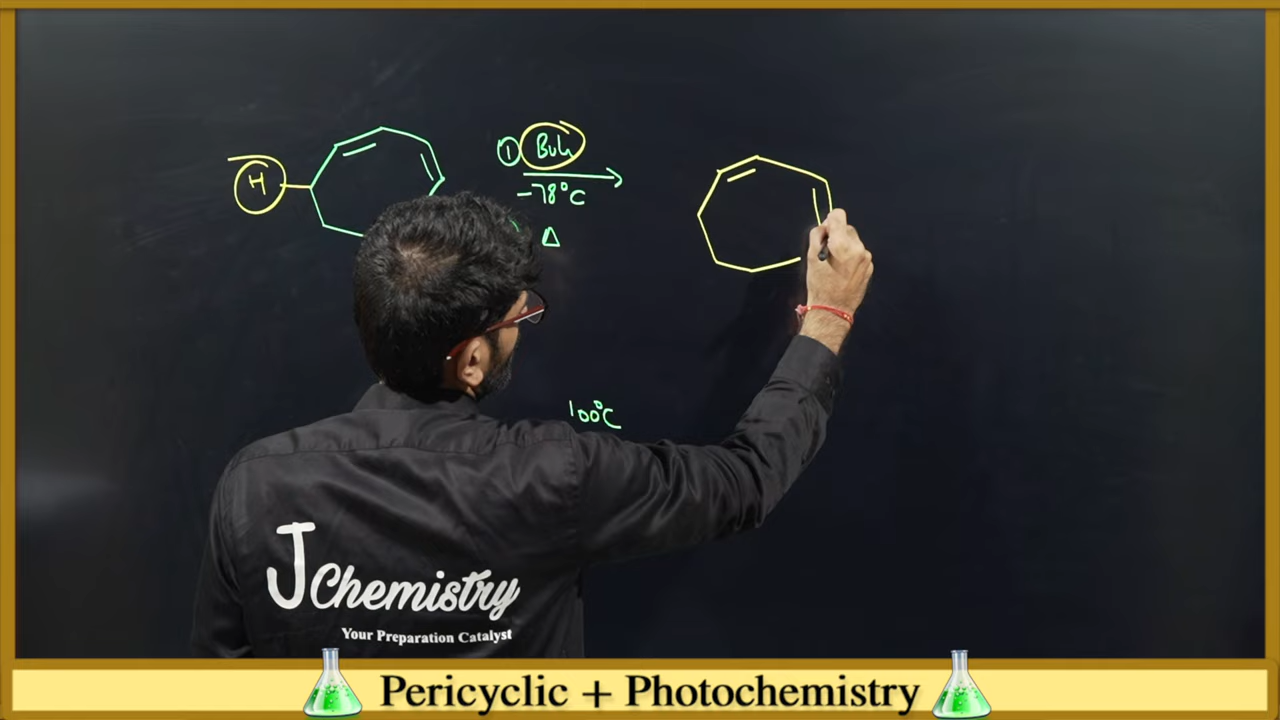 H
① BuLi
-78°C
Δ
100°C
JChemistry
Your Preparation Catalyst
Pericyclic + Photochemistry